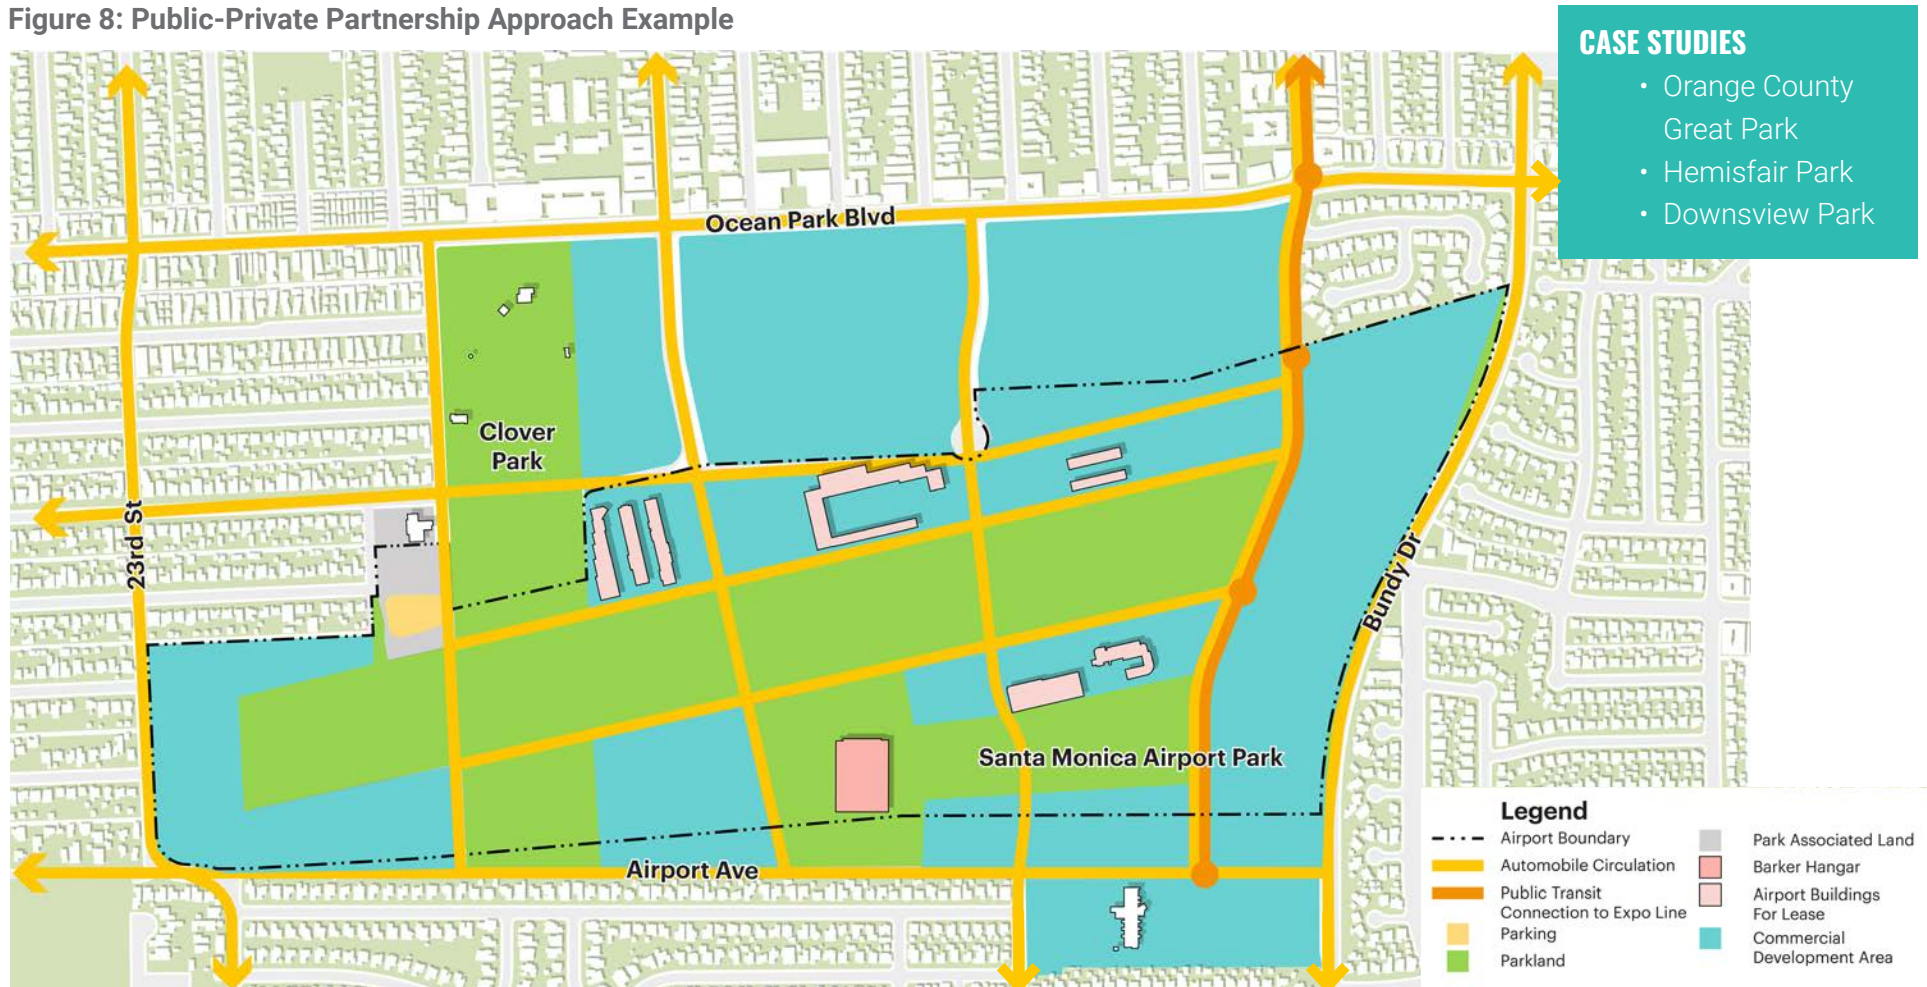 Figure 8: Public-Private Partnership Approach Example
CASE STUDIES
• Orange County
Great Park
• Hemisfair Park
• Downsview Park
Ocean Park Blvd
Clover
Park
23rd St
Bundy Dr
Santa Monica Airport Park
Airport Ave
Legend
Airport Boundary
Automobile Circulation
Public Transit
Connection to Expo Line
Parking
Parkland
Park Associated Land
Barker Hangar
Airport Buildings
For Lease
Commercial
Development Area